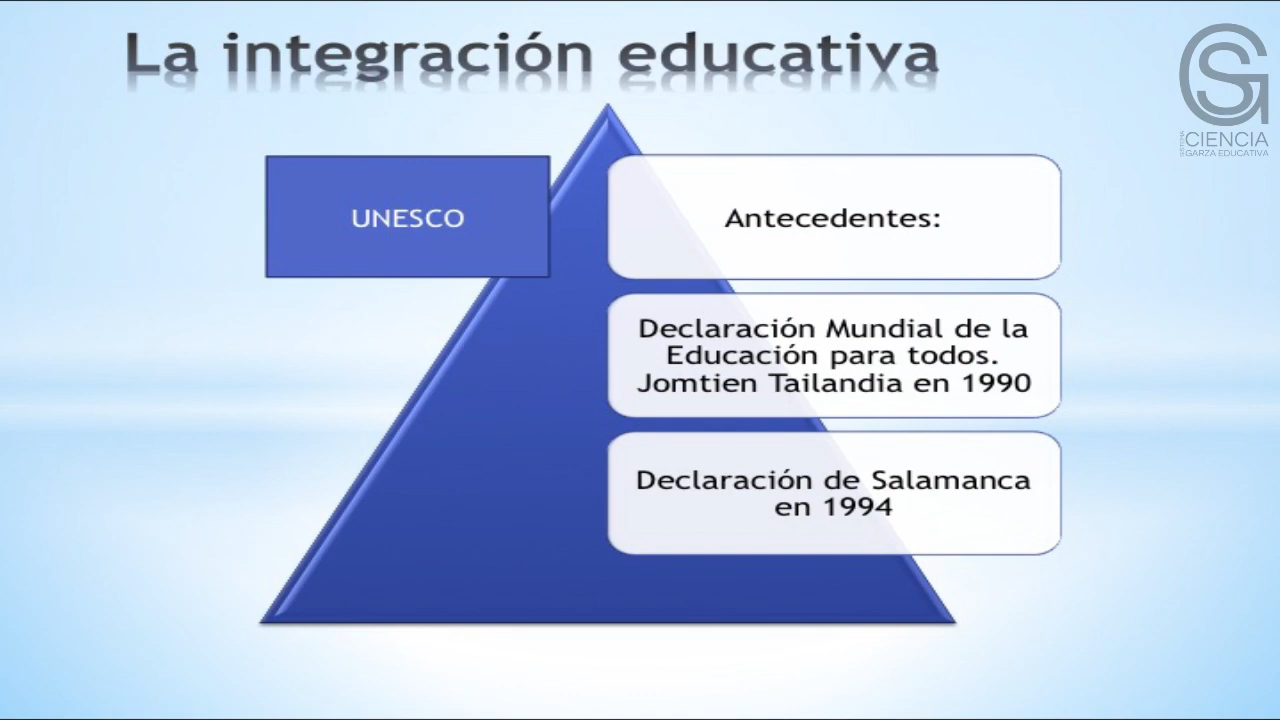 La integración educativa
CIENCIA
GARZA EDUCATIVA
UNESCO
Antecedentes:
Declaración Mundial de la
Educación para todos.
Jomtien Tailandia en 1990
Declaración de Salamanca
en 1994